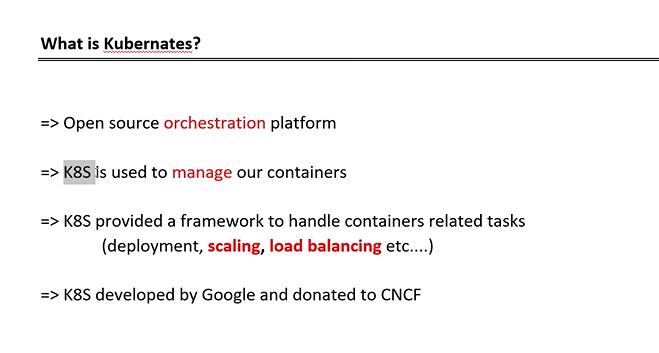 What is Kubernates?
=> Open source orchestration platform
=> K8S is used to manage our containers
=> K8S provided a framework to handle containers related tasks
(deployment, scaling, load balancing etc....)
=> K8S developed by Google and donated to CNCF